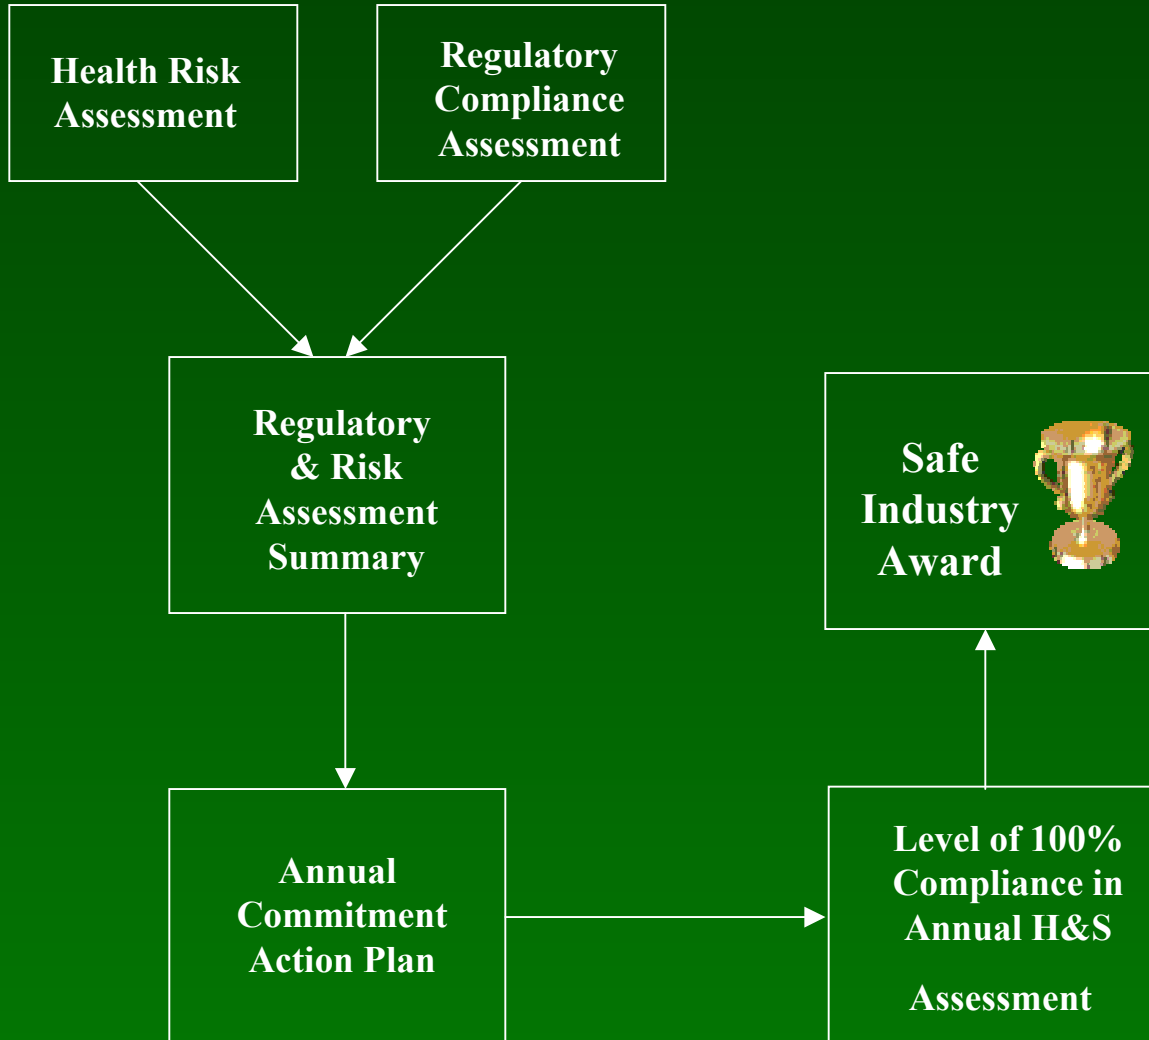 Health Risk
Assessment
Regulatory
Compliance
Assessment
Regulatory
& Risk
Assessment
Summary
Safe
Industry
Award
Annual
Commitment
Action Plan
Level of 100%
Compliance in
Annual H&S
Assessment